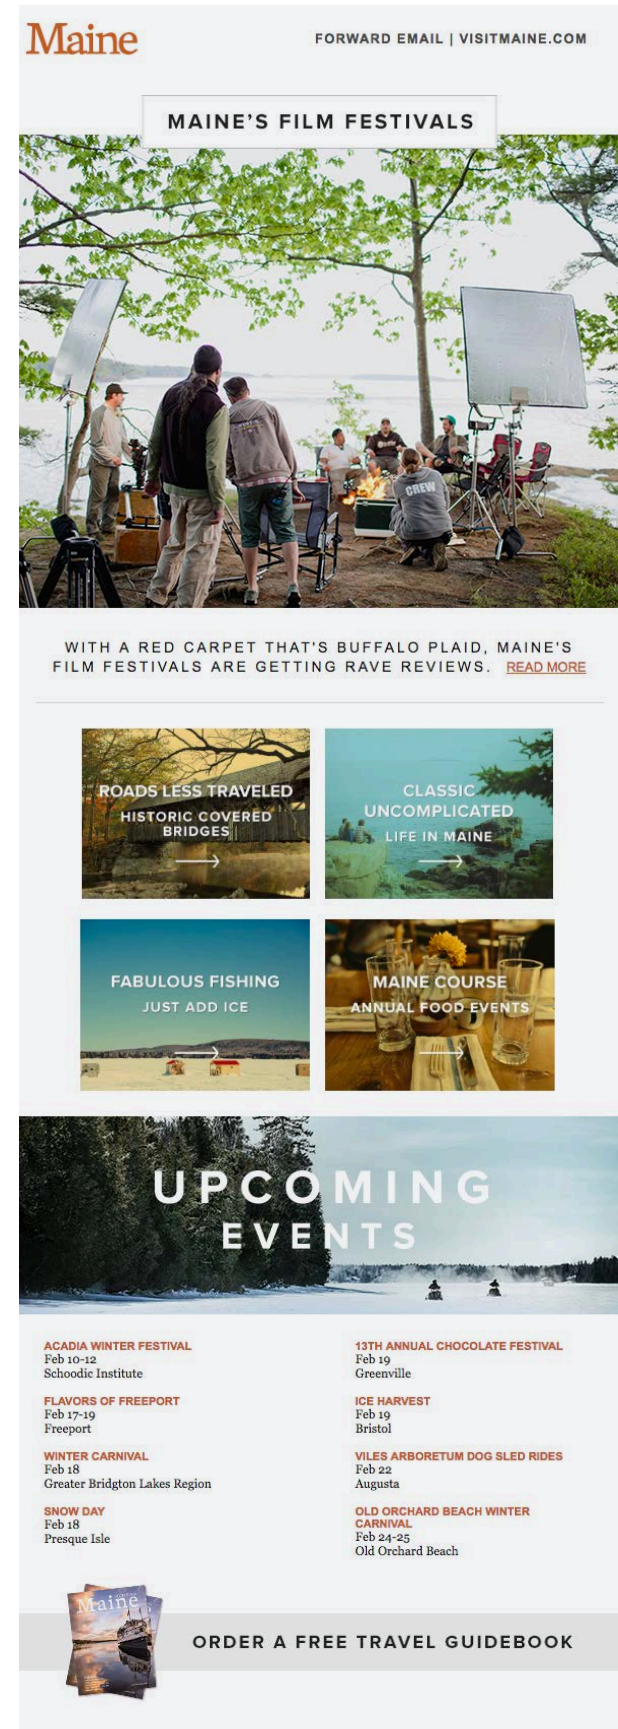 Maine
FORWARD EMAIL | VISITMAINE.COM
MAINE'S FILM FESTIVALS
CREW
WITH A RED CARPET THAT'S BUFFALO PLAID, MAINE'S
FILM FESTIVALS ARE GETTING RAVE REVIEWS. READ MORE
ROADS LESS TRAVELED
HISTORIC COVERED
BRIDGES
CLASSIC
UNCOMPLICATED
LIFE IN MAINE
FABULOUS FISHING
JUST ADD ICE
MAINE COURSE
ANNUAL FOOD EVENTS
UPCOMING
EVENTS
ACADIA WINTER FESTIVAL
Feb 10-12
Schoodic Institute
FLAVORS OF FREEPORT
Feb 17-19
Freeport
WINTER CARNIVAL
Feb 18
Greater Bridgton Lakes Region
SNOW DAY
Feb 18
Presque Isle
13TH ANNUAL CHOCOLATE FESTIVAL
Feb 19
Greenville
ICE HARVEST
Feb 19
Bristol
VILES ARBORETUM DOG SLED RIDES
Feb 22
Augusta
OLD ORCHARD BEACH WINTER
CARNIVAL
Feb 24-25
Old Orchard Beach
Maine
ORDER A FREE TRAVEL GUIDEBOOK